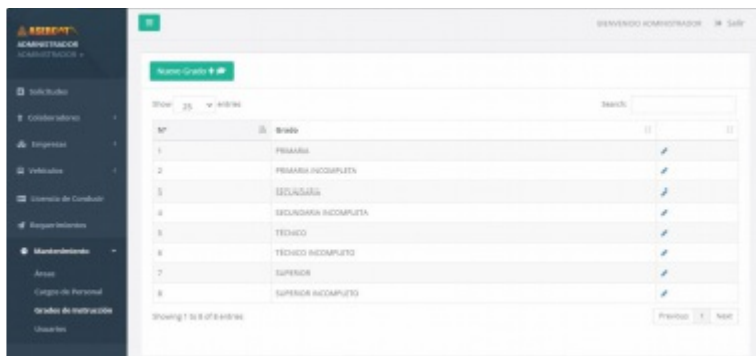 ADMINISTRADOR
ADMINISTRADOR
Solicitudes
Colaboradores
Empresas
Vehículos
Licencia de Conducir
Requerimientos
Mantenimiento
Áreas
Cargos de Personal
Grados de Instrucción
Usuarios
BIENVENIDO ADMINISTRADOR Salir
Nuevo Grado
Show 25 entries
Search:
N° Grado
1 PRIMARIA
2 PRIMARIA INCOMPLETA
3 SECUNDARIA
4 SECUNDARIA INCOMPLETA
5 TÉCNICO
6 TÉCNICO INCOMPLETO
7 SUPERIOR
8 SUPERIOR INCOMPLETO
Showing 1 to 8 of 8 entries
Previous 1 Next